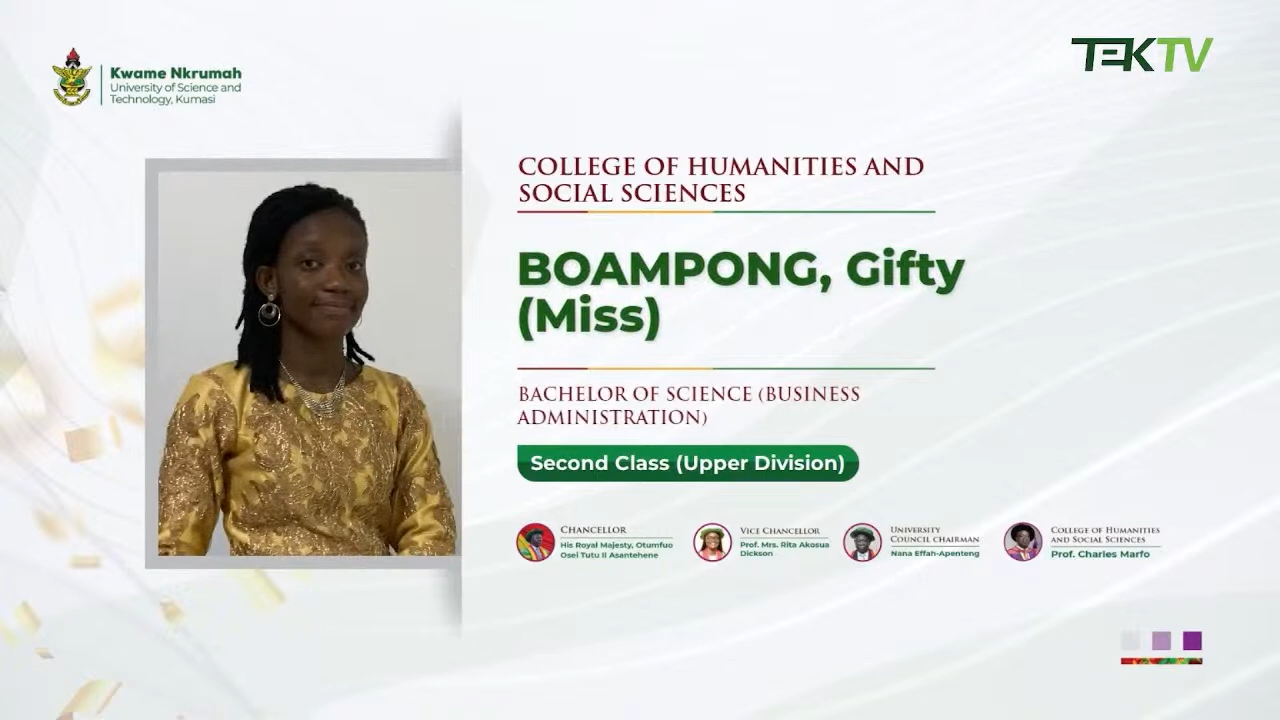 Kwame Nkrumah
University of Science and
Technology, Kumasi
TEKTV
COLLEGE OF HUMANITIES AND
SOCIAL SCIENCES
BOAMPONG, Gifty
(Miss)
BACHELOR OF SCIENCE (BUSINESS
ADMINISTRATION)
Second Class (Upper Division)
CHANCELLOR
His Royal Majesty, Otumfuo
Osei Tutu II Asantehene
VICE CHANCELLOR
Prof. Mrs. Rita Akosua
Dickson
UNIVERSITY
COUNCIL CHAIRMAN
Nana Effah-Apenteng
COLLEGE OF HUMANITIES
AND SOCIAL SCIENCES
Prof. Charles Marfo